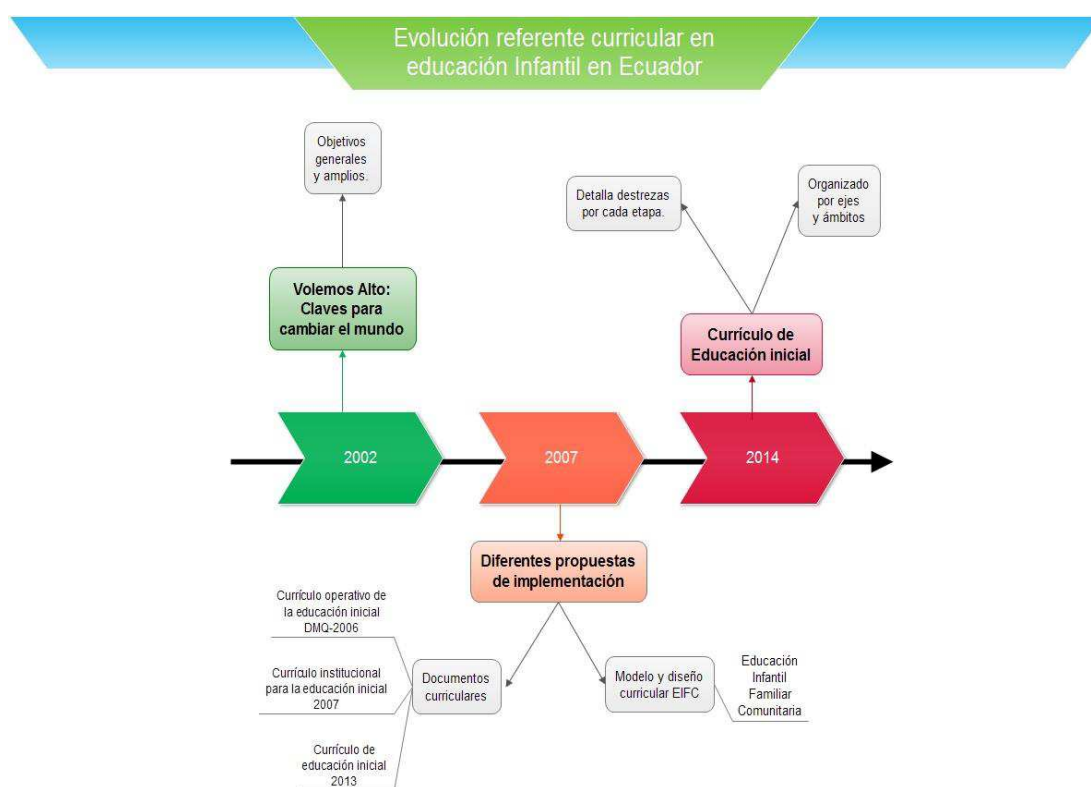 Evolución referente curricular en
educación Infantil en Ecuador
Objetivos
generales
y amplios.
Detalla destrezas
por cada etapa.
Organizado
por ejes
y ámbitos
Volemos Alto:
Claves para
cambiar el mundo
Currículo de
Educación inicial
2002
2007
2014
Diferentes propuestas
de implementación
Currículo operativo de
la educación inicial
DMQ-2006
Currículo institucional
para la educación inicial
2007
Currículo de
educación inicial
2013
Documentos
curriculares
Modelo y diseño
curricular EIFC
Educación
Infantil
Familiar
Comunitaria